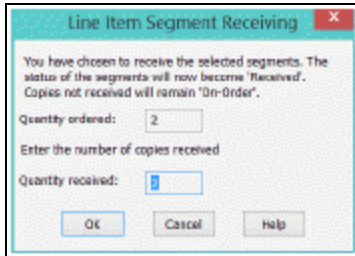 Line Item Segment Receiving
You have chosen to receive the selected segments. The
status of the segments will now become 'Received'.
Copies not received will remain 'On-Order'.
Quantity ordered: 2
Enter the number of copies received
Quantity received: 2
OK Cancel Help